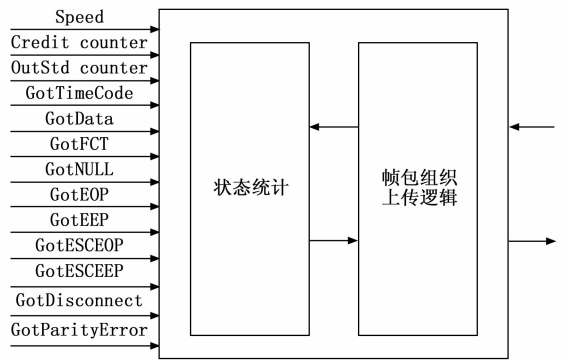 Speed
Credit counter
OutStd counter
GotTimeCode
GotData
GotFCT
GotNULL
GotEOP
GotEEP
GotESCEOP
GotESCEEP
GotDisconnect
GotParityError
状态统计
帧包组织
上传逻辑